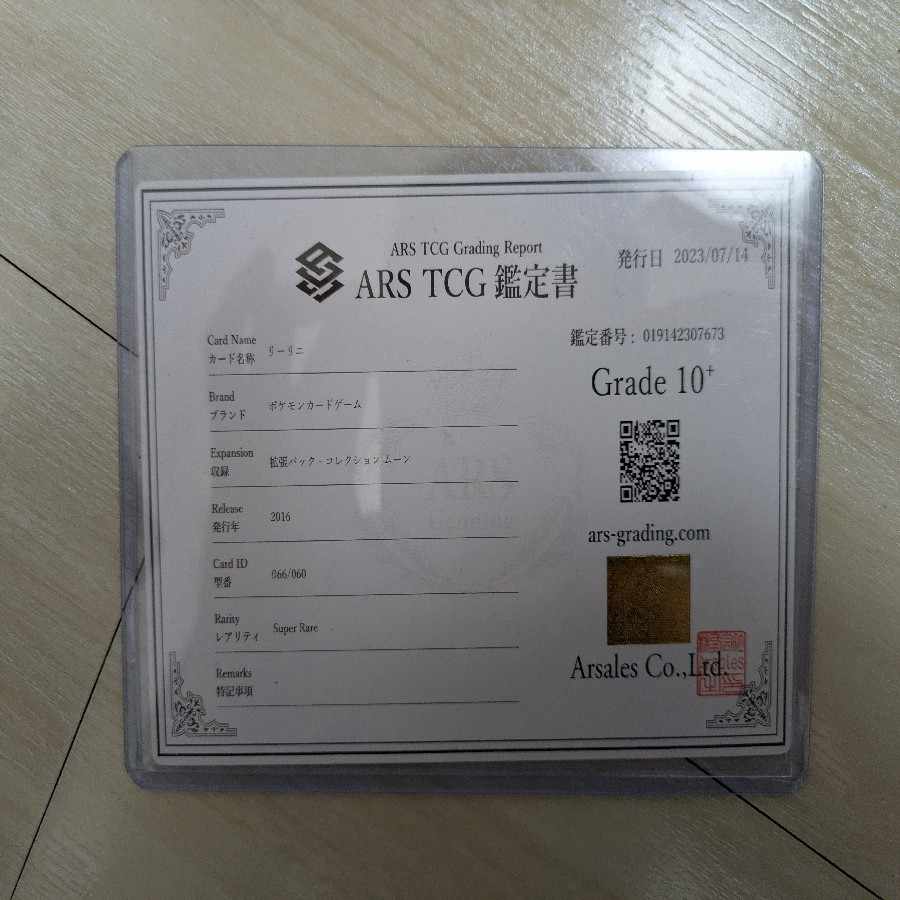 ARS TCG Grading Report
ARS TCG 鑑定書
発行日 2023/07/14
鑑定番号 : 019142307673
Grade 10+
Card Name
カード名称 リーリエ
Brand
ブランド ポケモンカードゲーム
Expansion
収録 拡張パック・コレクション ムーン
Release
発行年 2016
Card ID
型番 066/060
Rarity
レアリティ Super Rare
Remarks
特記事項
ars-grading.com
Arsales Co.,Ltd.